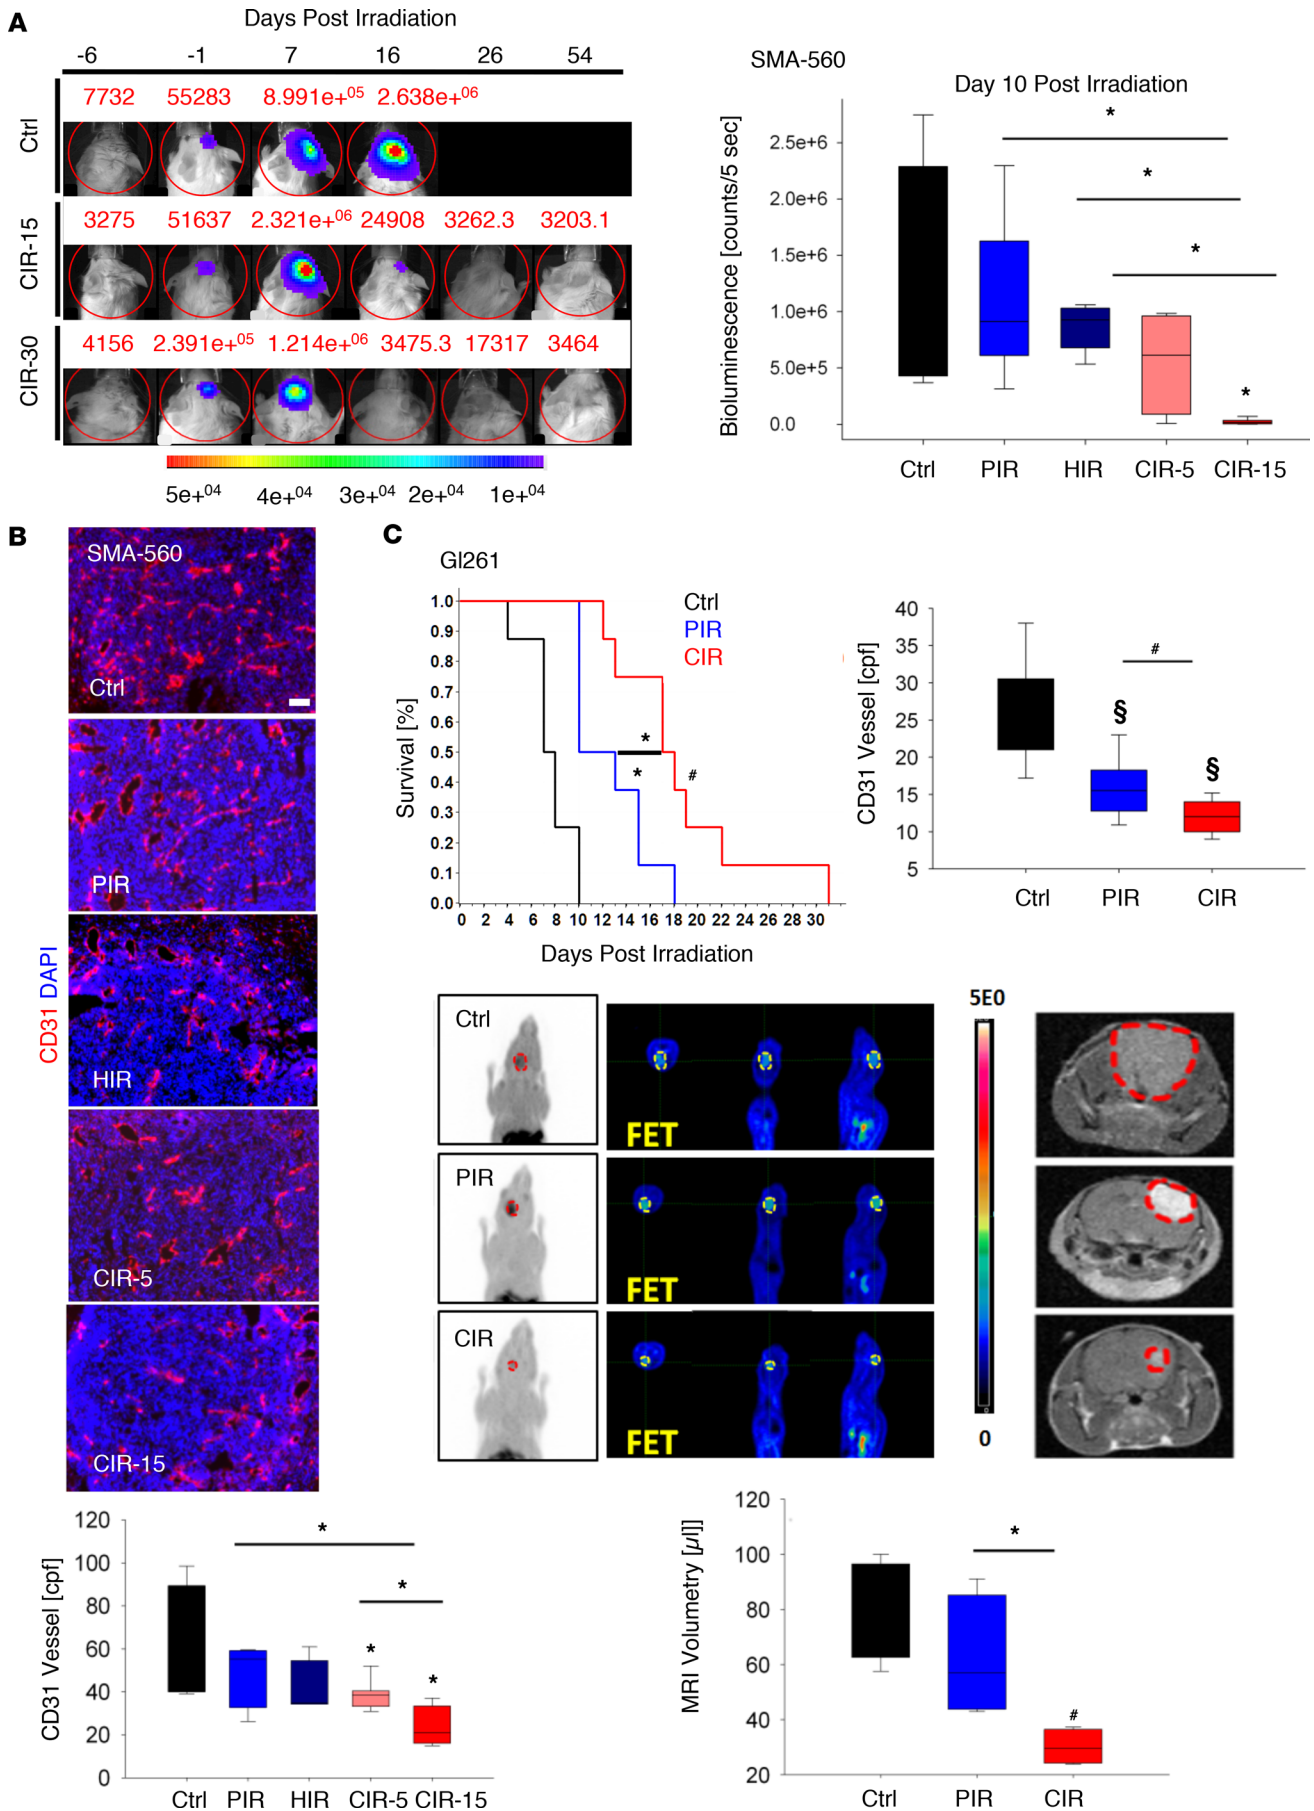 A
Days Post Irradiation
-6 -1 7 16 26 54
Ctrl
7732 55283 8.991e+05 2.638e+06
CIR-15
3275 51637 2.321e+06 24908 3262.3 3203.1
CIR-30
4156 2.391e+05 1.214e+06 3475.3 17317 3464
5e+04 4e+04 3e+04 2e+04 1e+04
SMA-560
Day 10 Post Irradiation
Bioluminescence [counts/5 sec]
2.5e+6
2.0e+6
1.5e+6
1.0e+6
5.0e+5
0.0
*
*
*
*
Ctrl PIR HIR CIR-5 CIR-15
B
CD31 DAPI
SMA-560
Ctrl
PIR
HIR
CIR-5
CIR-15
CD31 Vessel [cpf]
120
100
80
60
40
20
0
*
*
*
*
Ctrl PIR HIR CIR-5 CIR-15
C
Gl261
Survival [%]
1.0
0.9
0.8
0.7
0.6
0.5
0.4
0.3
0.2
0.1
0.0
Ctrl
PIR
CIR
*
*
#
0 2 4 6 8 10 12 14 16 18 20 22 24 26 28 30
Days Post Irradiation
CD31 Vessel [cpf]
40
35
30
25
20
15
10
5
#
§
§
Ctrl PIR CIR
Ctrl
FET
PIR
FET
CIR
FET
5E0
0
MRI Volumetry [µl]]
120
100
80
60
40
20
*
#
Ctrl PIR CIR